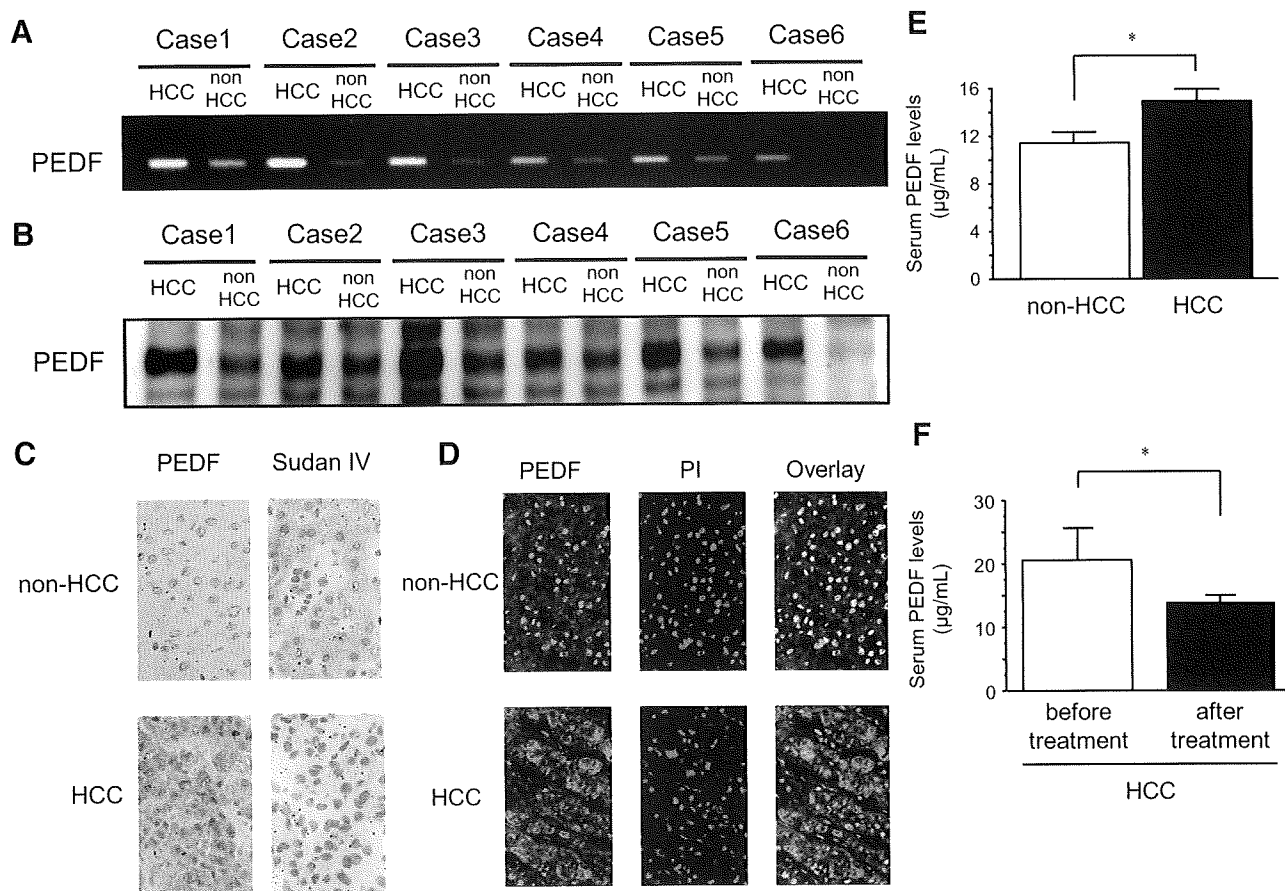 A
Case1 Case2 Case3 Case4 Case5 Case6
HCC non HCC HCC non HCC HCC non HCC HCC non HCC HCC non HCC HCC non HCC
PEDF
B
Case1 Case2 Case3 Case4 Case5 Case6
HCC non HCC HCC non HCC HCC non HCC HCC non HCC HCC non HCC HCC non HCC
PEDF
C
PEDF Sudan IV
non-HCC
HCC
D
PEDF PI Overlay
non-HCC
HCC
E
*
Serum PEDF levels
(µg/mL)
16
12
8
4
0
non-HCC HCC
F
*
Serum PEDF levels
(µg/mL)
30
20
10
0
before treatment
after treatment
HCC